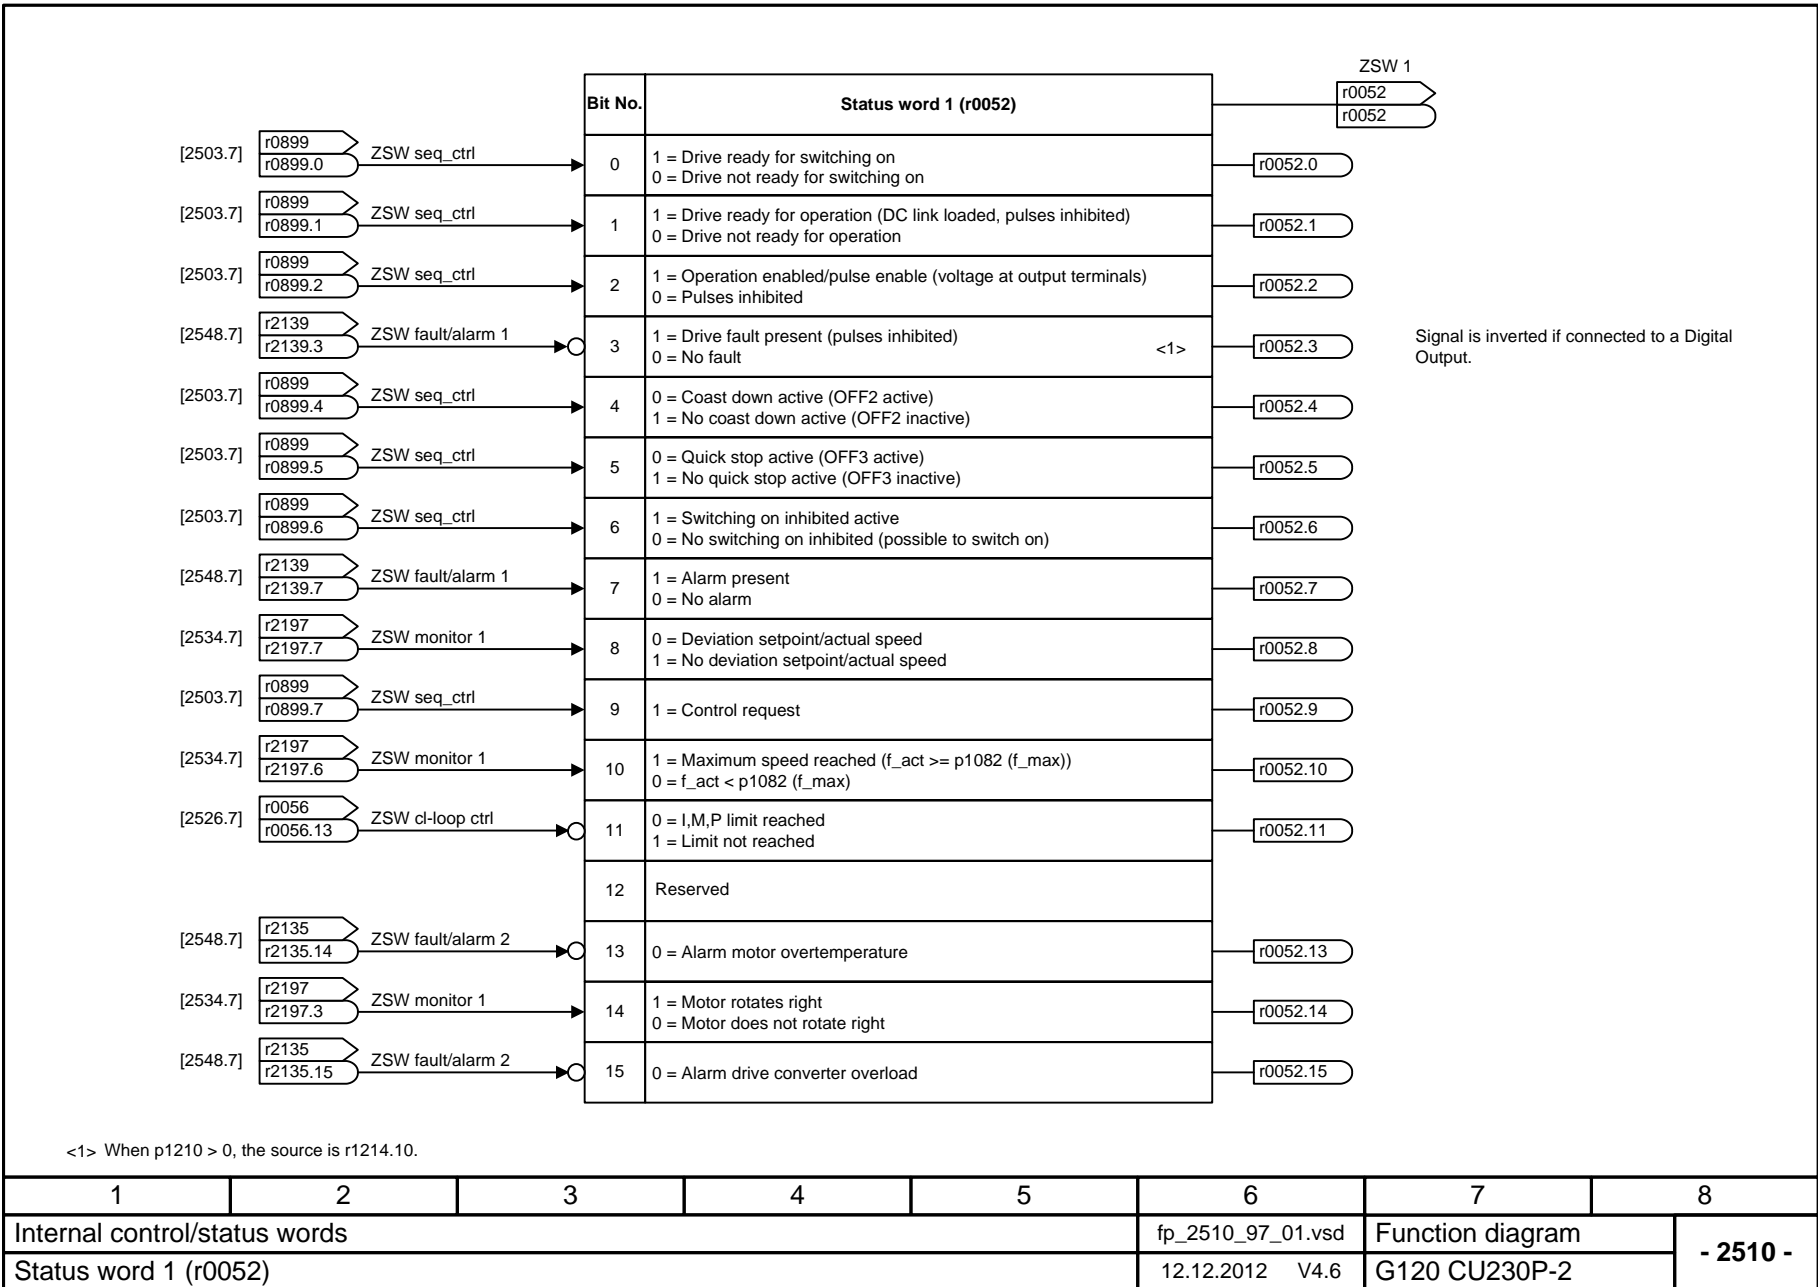 ZSW 1
r0052
r0052
Bit No. Status word 1 (r0052)
[2503.7] r0899 ZSW seq_ctrl
r0899.0
0 1 = Drive ready for switching on
0 = Drive not ready for switching on
r0052.0
[2503.7] r0899 ZSW seq_ctrl
r0899.1
1 1 = Drive ready for operation (DC link loaded, pulses inhibited)
0 = Drive not ready for operation
r0052.1
[2503.7] r0899 ZSW seq_ctrl
r0899.2
2 1 = Operation enabled/pulse enable (voltage at output terminals)
0 = Pulses inhibited
r0052.2
[2548.7] r2139 ZSW fault/alarm 1
r2139.3
3 1 = Drive fault present (pulses inhibited)
0 = No fault
<1>
r0052.3
Signal is inverted if connected to a Digital
Output.
[2503.7] r0899 ZSW seq_ctrl
r0899.4
4 0 = Coast down active (OFF2 active)
1 = No coast down active (OFF2 inactive)
r0052.4
[2503.7] r0899 ZSW seq_ctrl
r0899.5
5 0 = Quick stop active (OFF3 active)
1 = No quick stop active (OFF3 inactive)
r0052.5
[2503.7] r0899 ZSW seq_ctrl
r0899.6
6 1 = Switching on inhibited active
0 = No switching on inhibited (possible to switch on)
r0052.6
[2548.7] r2139 ZSW fault/alarm 1
r2139.7
7 1 = Alarm present
0 = No alarm
r0052.7
[2534.7] r2197 ZSW monitor 1
r2197.7
8 0 = Deviation setpoint/actual speed
1 = No deviation setpoint/actual speed
r0052.8
[2503.7] r0899 ZSW seq_ctrl
r0899.7
9 1 = Control request
r0052.9
[2534.7] r2197 ZSW monitor 1
r2197.6
10 1 = Maximum speed reached (f_act >= p1082 (f_max))
0 = f_act < p1082 (f_max)
r0052.10
[2526.7] r0056 ZSW cl-loop ctrl
r0056.13
11 0 = I,M,P limit reached
1 = Limit not reached
r0052.11
12 Reserved
[2548.7] r2135 ZSW fault/alarm 2
r2135.14
13 0 = Alarm motor overtemperature
r0052.13
[2534.7] r2197 ZSW monitor 1
r2197.3
14 1 = Motor rotates right
0 = Motor does not rotate right
r0052.14
[2548.7] r2135 ZSW fault/alarm 2
r2135.15
15 0 = Alarm drive converter overload
r0052.15
<1> When p1210 > 0, the source is r1214.10.
1 2 3 4 5 6 7 8
Internal control/status words fp_2510_97_01.vsd Function diagram
- 2510 -
Status word 1 (r0052) 12.12.2012 V4.6 G120 CU230P-2